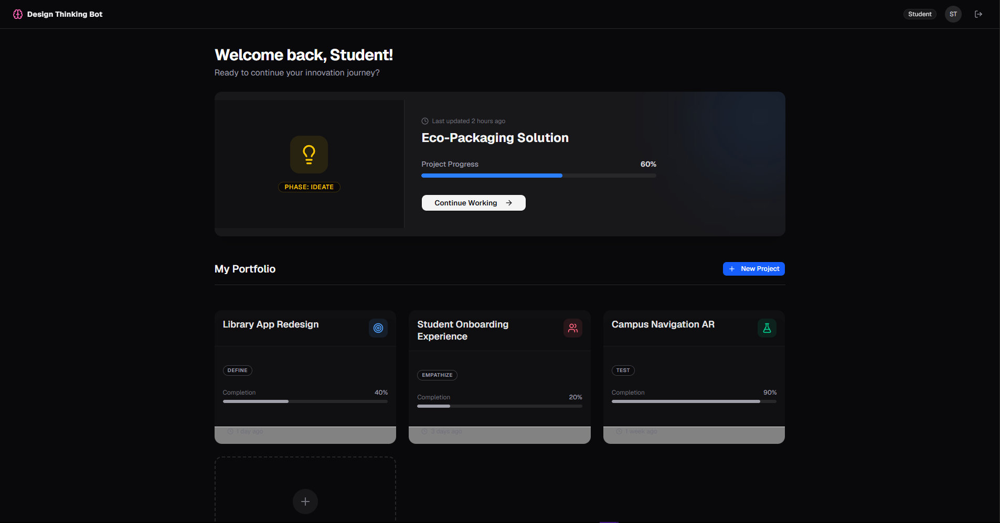 Design Thinking Bot
Student
ST
Welcome back, Student!
Ready to continue your innovation journey?
Last updated 2 hours ago
Eco-Packaging Solution
Project Progress
60%
PHASE: IDEATE
Continue Working
My Portfolio
New Project
Library App Redesign
DEFINE
Completion
40%
1 day ago
Student Onboarding
Experience
EMPATHIZE
Completion
20%
3 days ago
Campus Navigation AR
TEST
Completion
90%
1 week ago